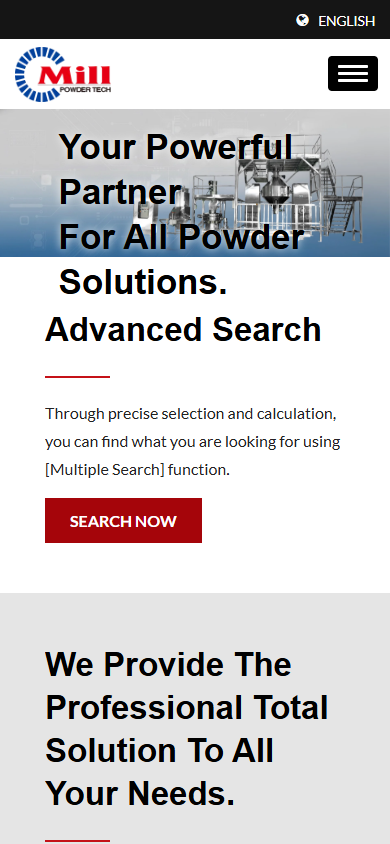 ENGLISH
Mill
POWDER TECH
Your Powerful
Partner
For All Powder
Solutions.
Advanced Search
Through precise selection and calculation,
you can find what you are looking for using
[Multiple Search] function.
SEARCH NOW
We Provide The
Professional Total
Solution To All
Your Needs.